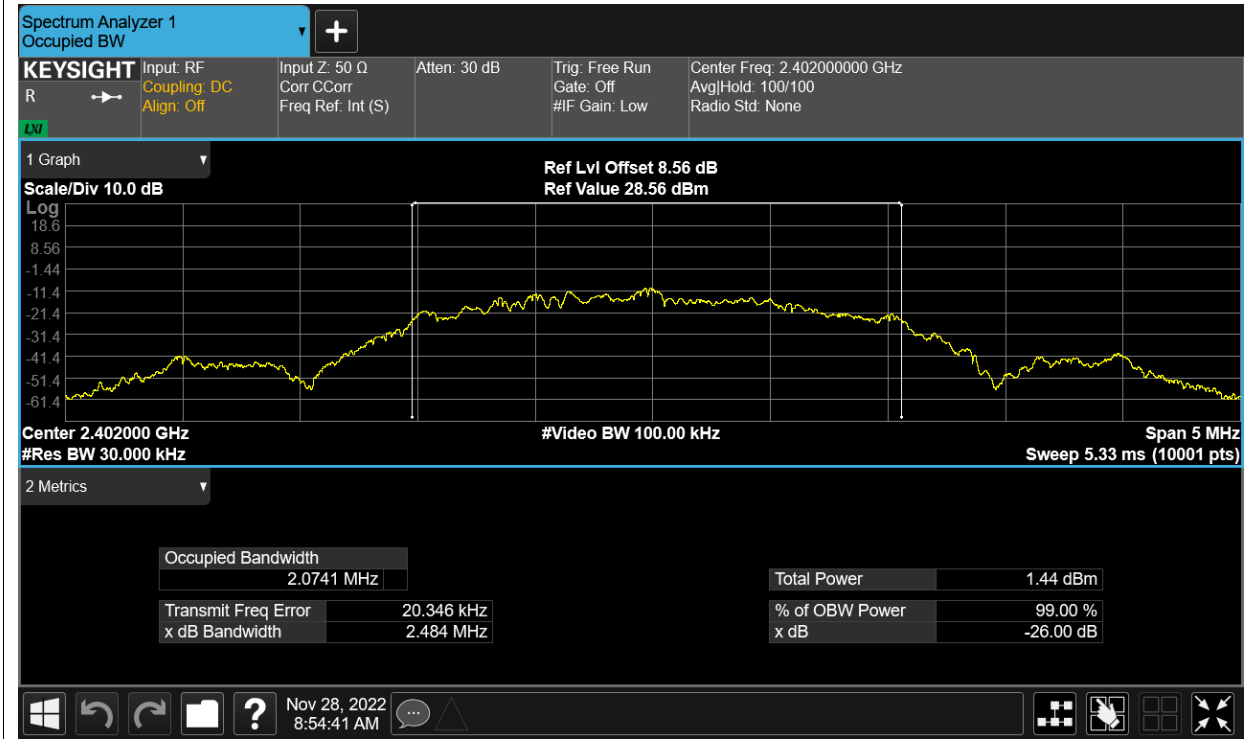 Spectrum Analyzer 1
Occupied BW
KEYSIGHT
R
LXI
Input: RF
Coupling: DC
Align: Off
Input Z: 50 Ω
Corr CCorr
Freq Ref: Int (S)
Atten: 30 dB
Trig: Free Run
Gate: Off
#IF Gain: Low
Center Freq: 2.402000000 GHz
Avg|Hold: 100/100
Radio Std: None
1 Graph
Ref Lvl Offset 8.56 dB
Scale/Div 10.0 dB
Ref Value 28.56 dBm
Log
18.6
8.56
-1.44
-11.4
-21.4
-31.4
-41.4
-51.4
-61.4
Center 2.402000 GHz
#Video BW 100.00 kHz
Span 5 MHz
#Res BW 30.000 kHz
Sweep 5.33 ms (10001 pts)
2 Metrics
Occupied Bandwidth
2.0741 MHz
Total Power 1.44 dBm
Transmit Freq Error 20.346 kHz
% of OBW Power 99.00 %
x dB Bandwidth 2.484 MHz
x dB -26.00 dB
?
Nov 28, 2022
8:54:41 AM